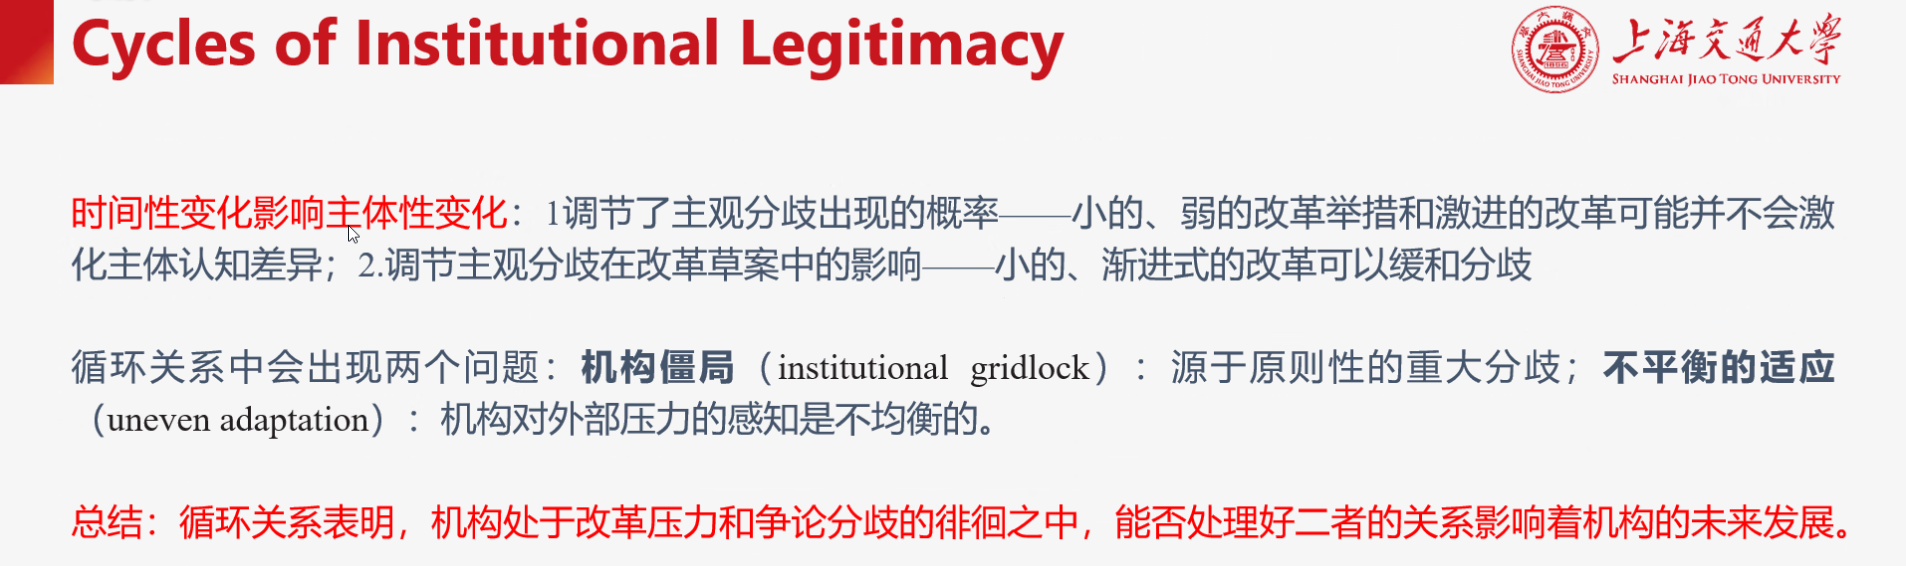 Cycles of Institutional Legitimacy
上海交通大学
SHANGHAI JIAO TONG UNIVERSITY
时间性变化影响主体性变化：1调节了主观分歧出现的概率——小的、弱的改革举措和激进的改革可能并不会激
化主体认知差异；2.调节主观分歧在改革草案中的影响——小的、渐进式的改革可以缓和分歧
循环关系中会出现两个问题：机构僵局（institutional gridlock）：源于原则性的重大分歧；不平衡的适应
（uneven adaptation）：机构对外部压力的感知是不均衡的。
总结：循环关系表明，机构处于改革压力和争论分歧的徘徊之中，能否处理好二者的关系影响着机构的未来发展。